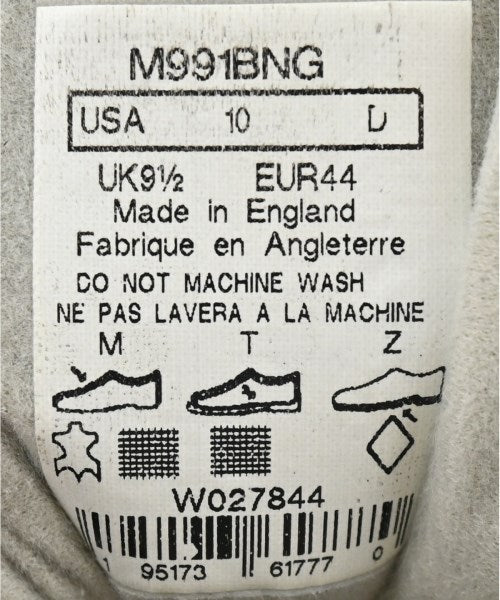 M991BNG
USA 10 D
UK9½ EUR44
Made in England
Fabrique en Angleterre
DO NOT MACHINE WASH
NE PAS LAVERA A LA MACHINE
M T Z
W027844
1 95173 61777 0